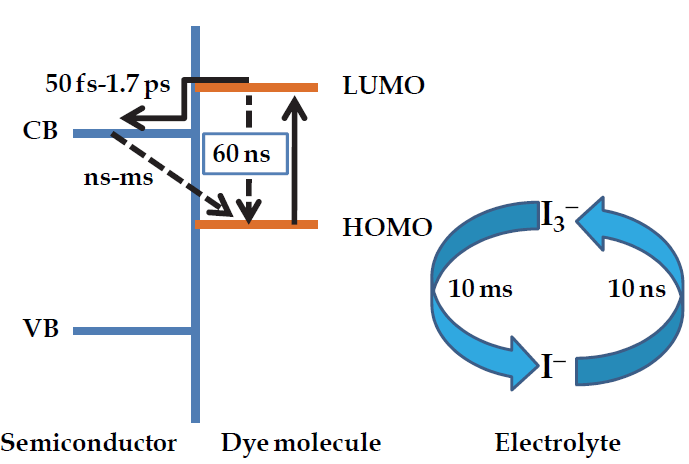 50 fs-1.7 ps
LUMO
CB
60 ns
ns-ms
HOMO
I₃⁻
10 ms
10 ns
VB
I⁻
Semiconductor
Dye molecule
Electrolyte